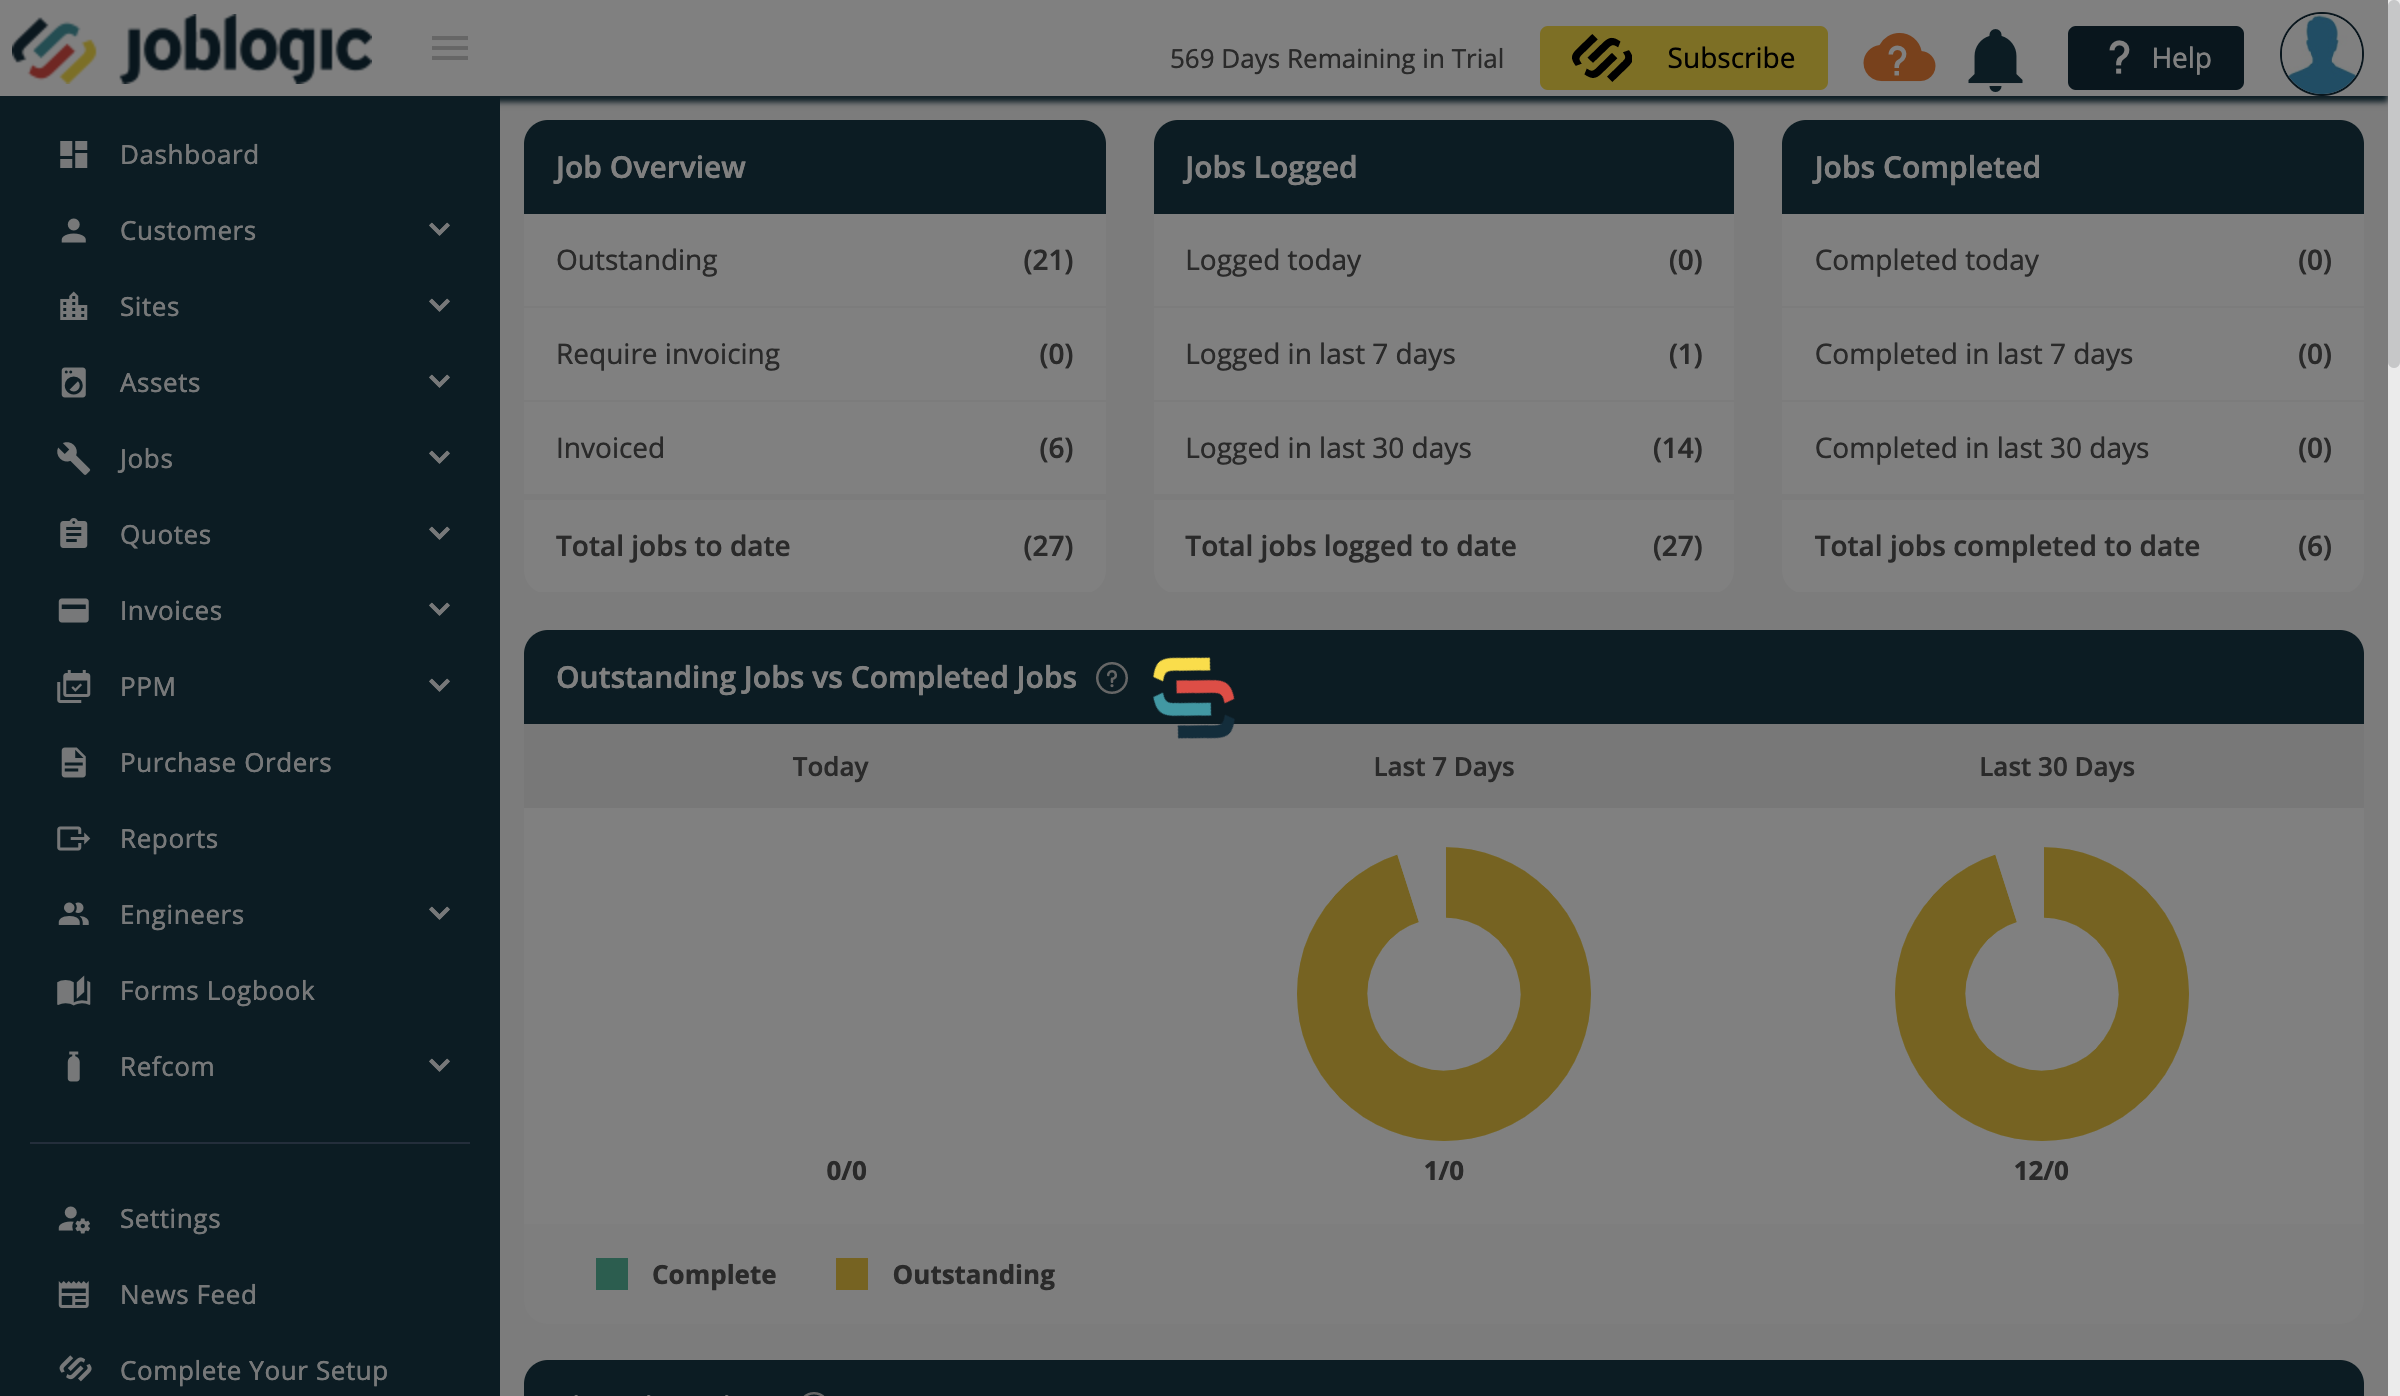 joblogic
569 Days Remaining in Trial
Subscribe
? Help
Dashboard
Customers
Sites
Assets
Jobs
Quotes
Invoices
PPM
Purchase Orders
Reports
Engineers
Forms Logbook
Refcom
Settings
News Feed
Complete Your Setup
Job Overview
Outstanding (21)
Require invoicing (0)
Invoiced (6)
Total jobs to date (27)
Jobs Logged
Logged today (0)
Logged in last 7 days (1)
Logged in last 30 days (14)
Total jobs logged to date (27)
Jobs Completed
Completed today (0)
Completed in last 7 days (0)
Completed in last 30 days (0)
Total jobs completed to date (6)
Outstanding Jobs vs Completed Jobs ?
Today Last 7 Days Last 30 Days
0/0 1/0 12/0
Complete Outstanding